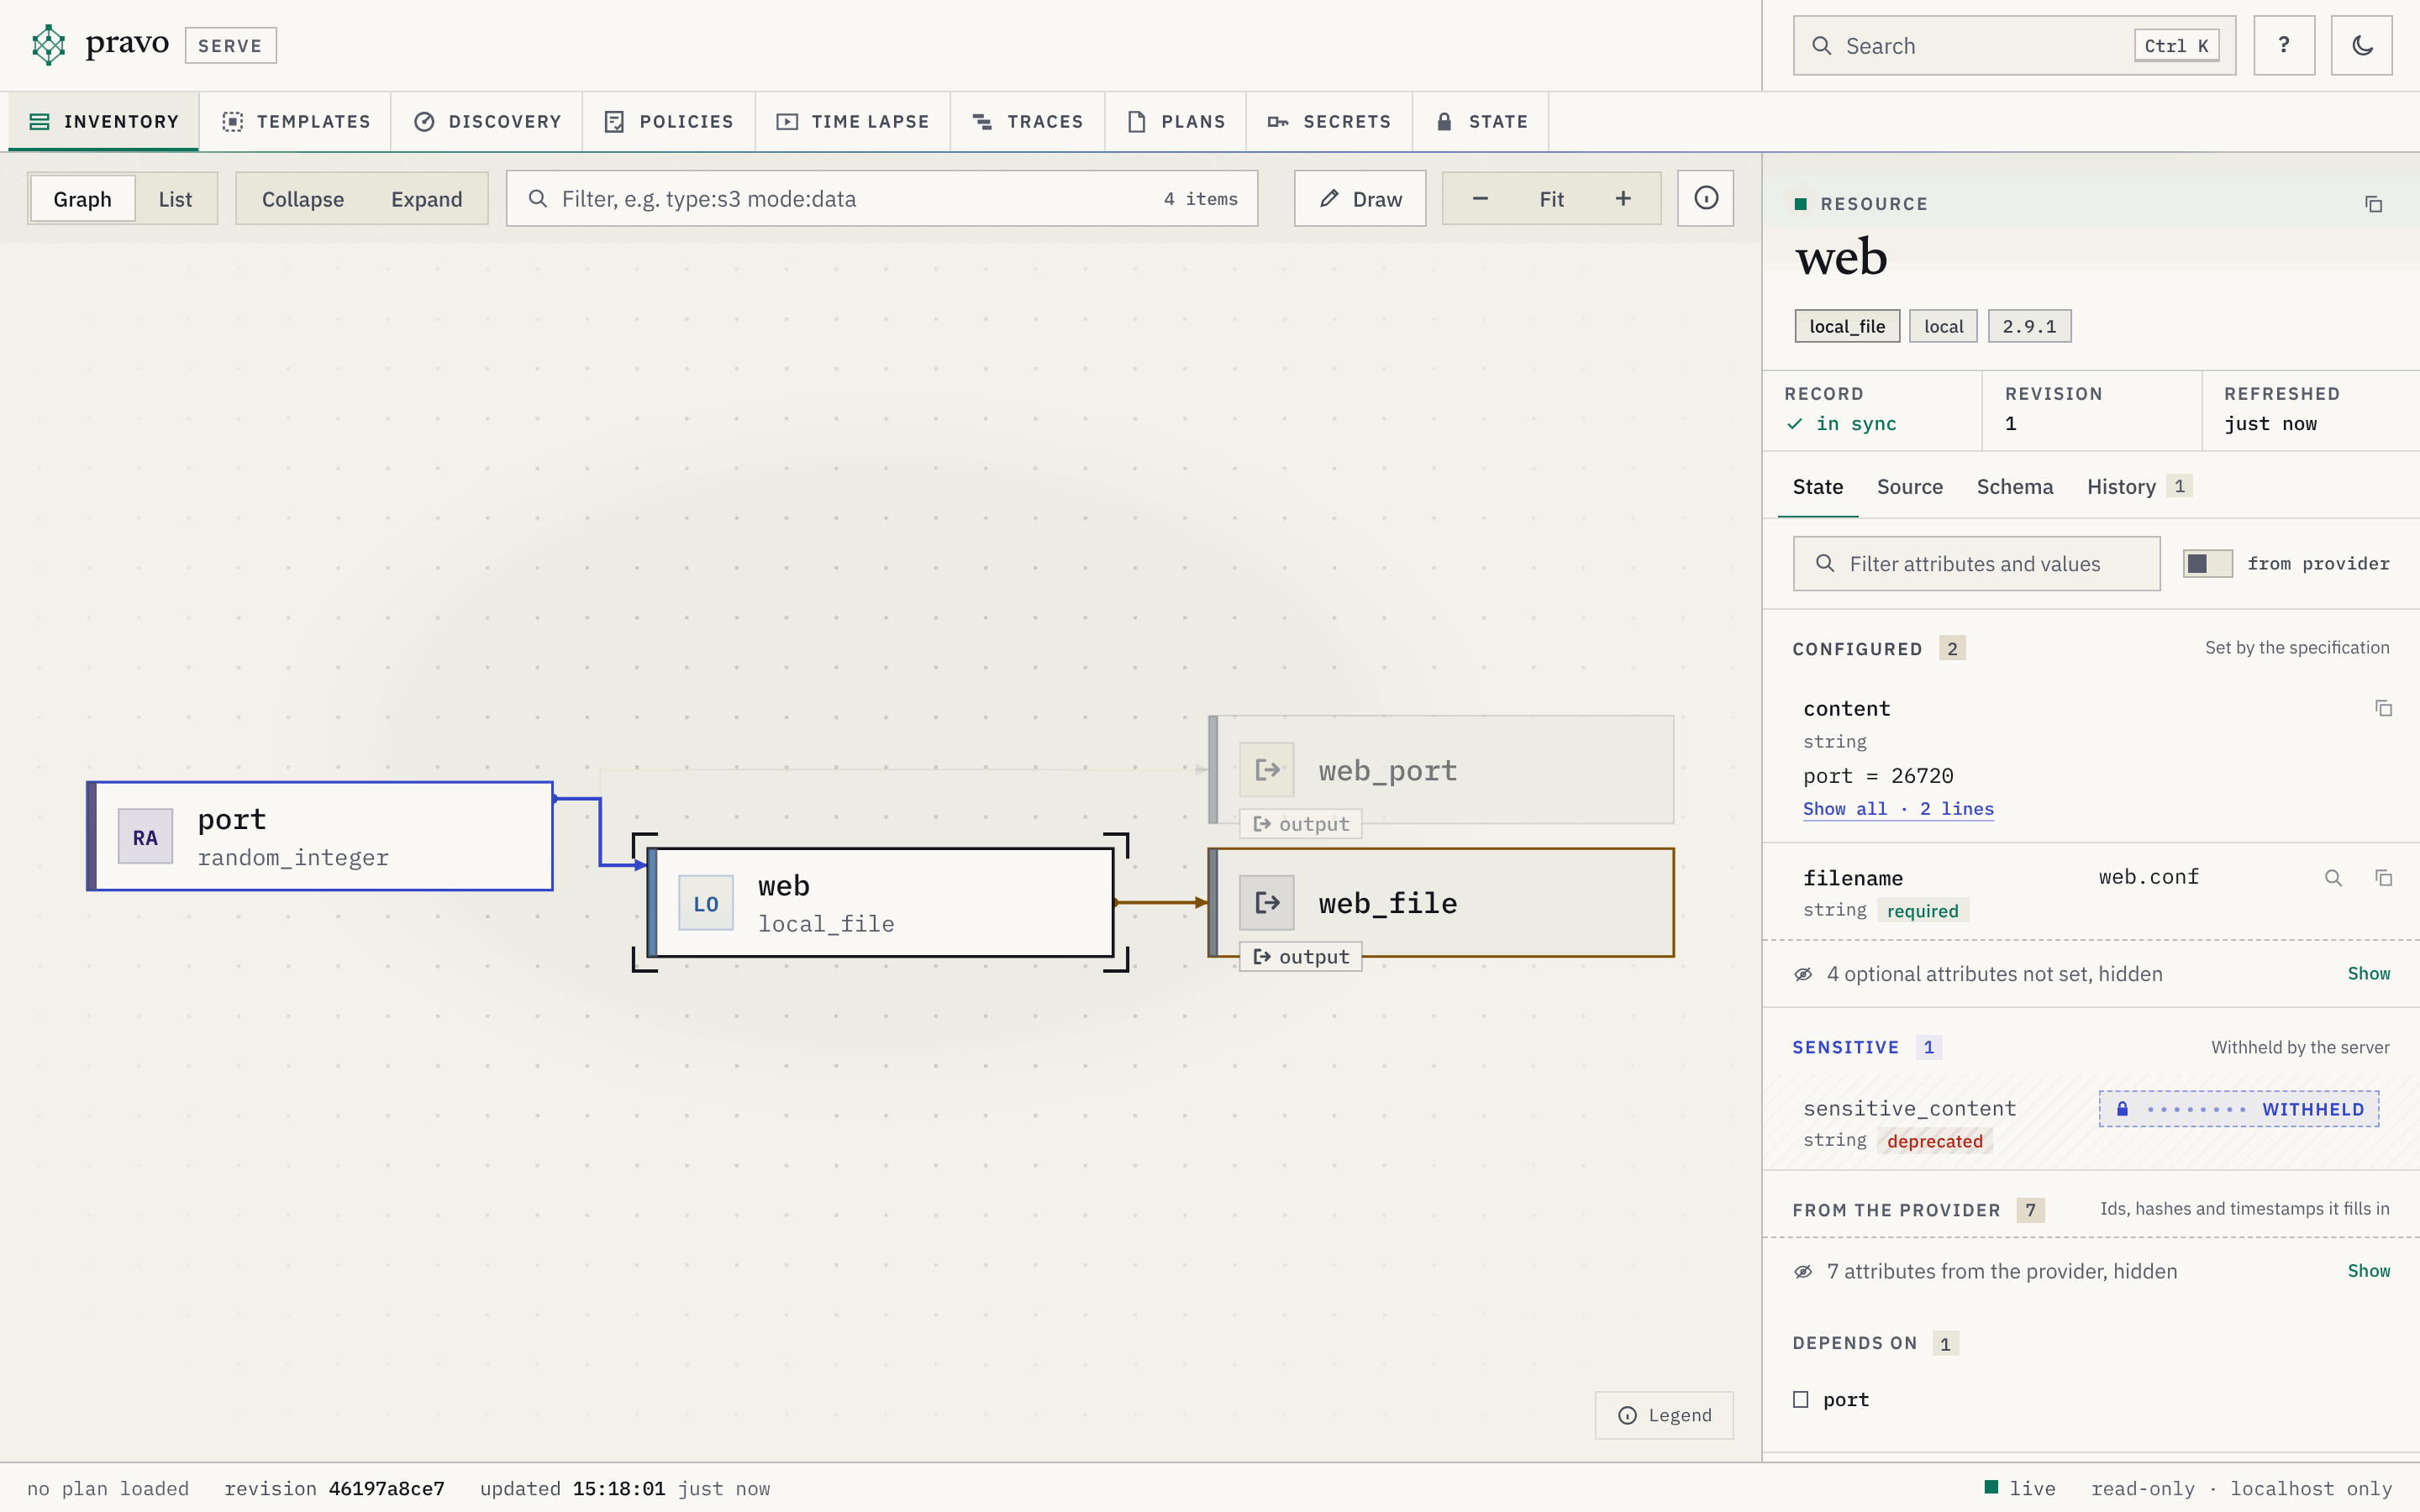 pravo SERVE
Search Ctrl K ?
INVENTORY TEMPLATES DISCOVERY POLICIES TIME LAPSE TRACES PLANS SECRETS STATE
Graph List Collapse Expand Filter, e.g. type:s3 mode:data 4 items Draw − Fit +
RESOURCE
web
local_file local 2.9.1
RECORD REVISION REFRESHED
in sync 1 just now
State Source Schema History 1
Filter attributes and values from provider
CONFIGURED 2 Set by the specification
content
string
port = 26720
Show all · 2 lines
filename web.conf
string required
4 optional attributes not set, hidden Show
SENSITIVE 1 Withheld by the server
sensitive_content WITHHELD
string deprecated
FROM THE PROVIDER 7 Ids, hashes and timestamps it fills in
7 attributes from the provider, hidden Show
DEPENDS ON 1
port
web_port
output
RA port
random_integer
LO web
local_file
web_file
output
Legend
no plan loaded revision 46197a8ce7 updated 15:18:01 just now
live read-only · localhost only